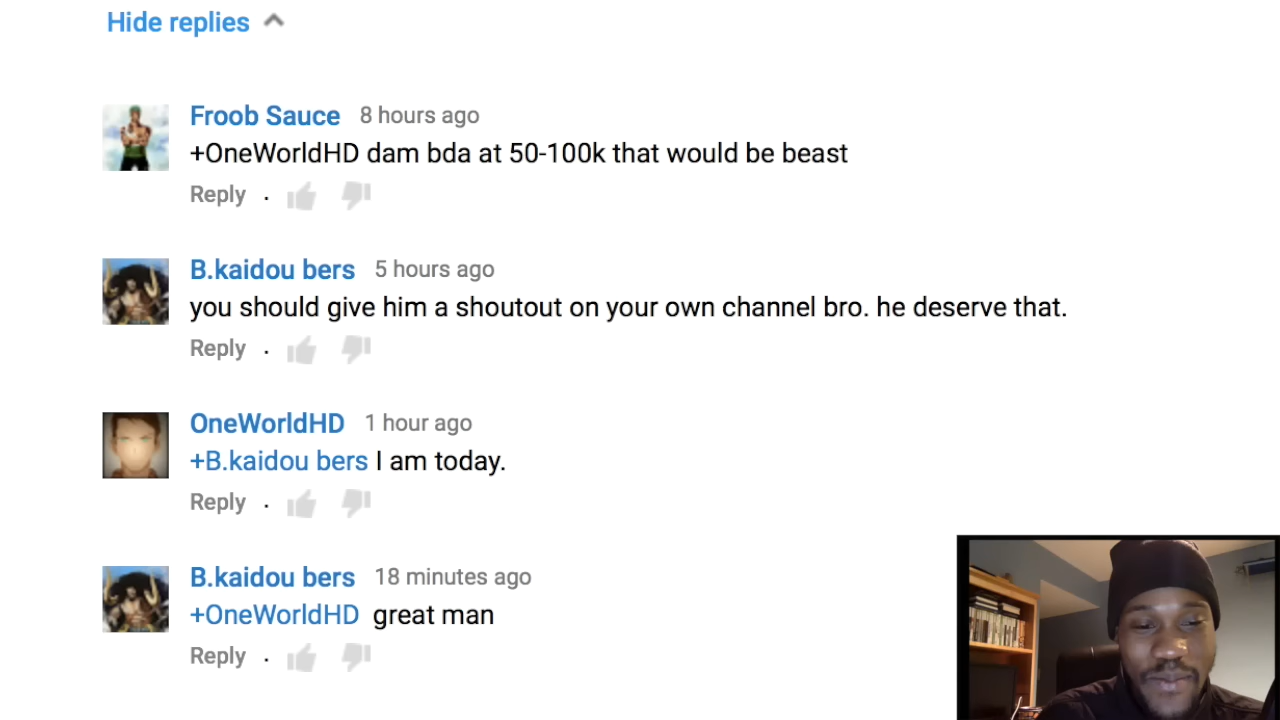 Hide replies
Froob Sauce 8 hours ago
+OneWorldHD dam bda at 50-100k that would be beast
Reply .
B.kaidou bers 5 hours ago
you should give him a shoutout on your own channel bro. he deserve that.
Reply .
OneWorldHD 1 hour ago
+B.kaidou bers I am today.
Reply .
B.kaidou bers 18 minutes ago
+OneWorldHD great man
Reply .